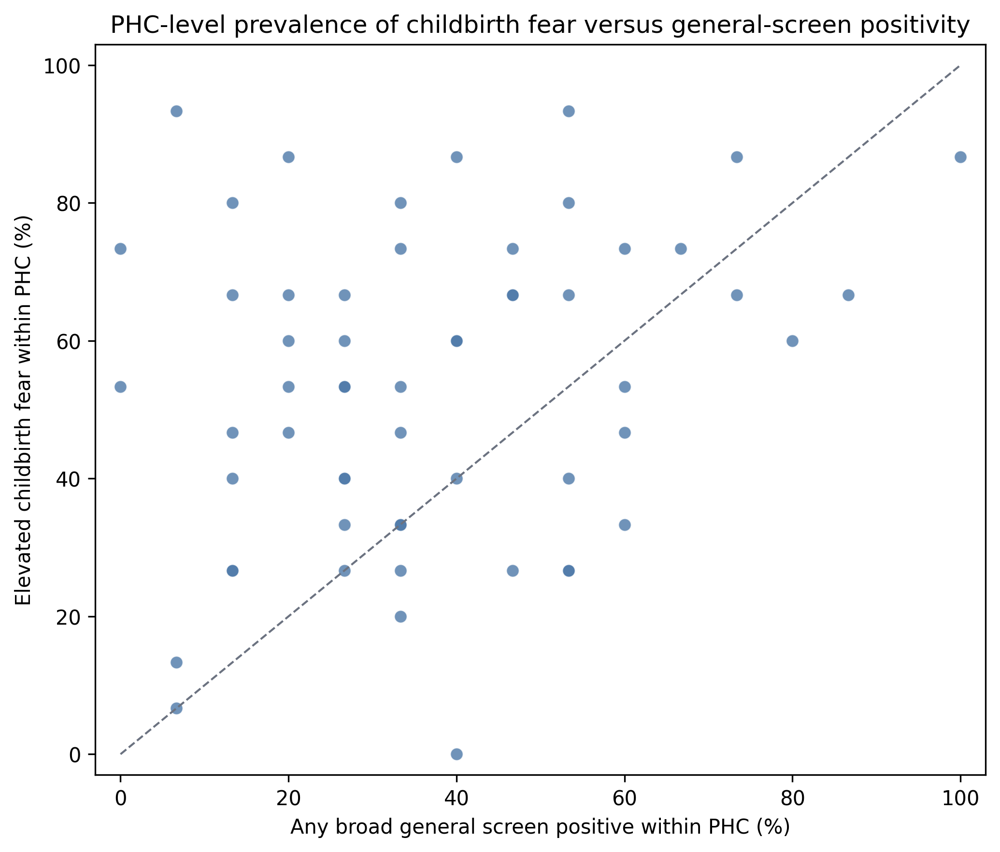 PHC-level prevalence of childbirth fear versus general-screen positivity
Elevated childbirth fear within PHC (%)
100
80
60
40
20
0
0 20 40 60 80 100
Any broad general screen positive within PHC (%)